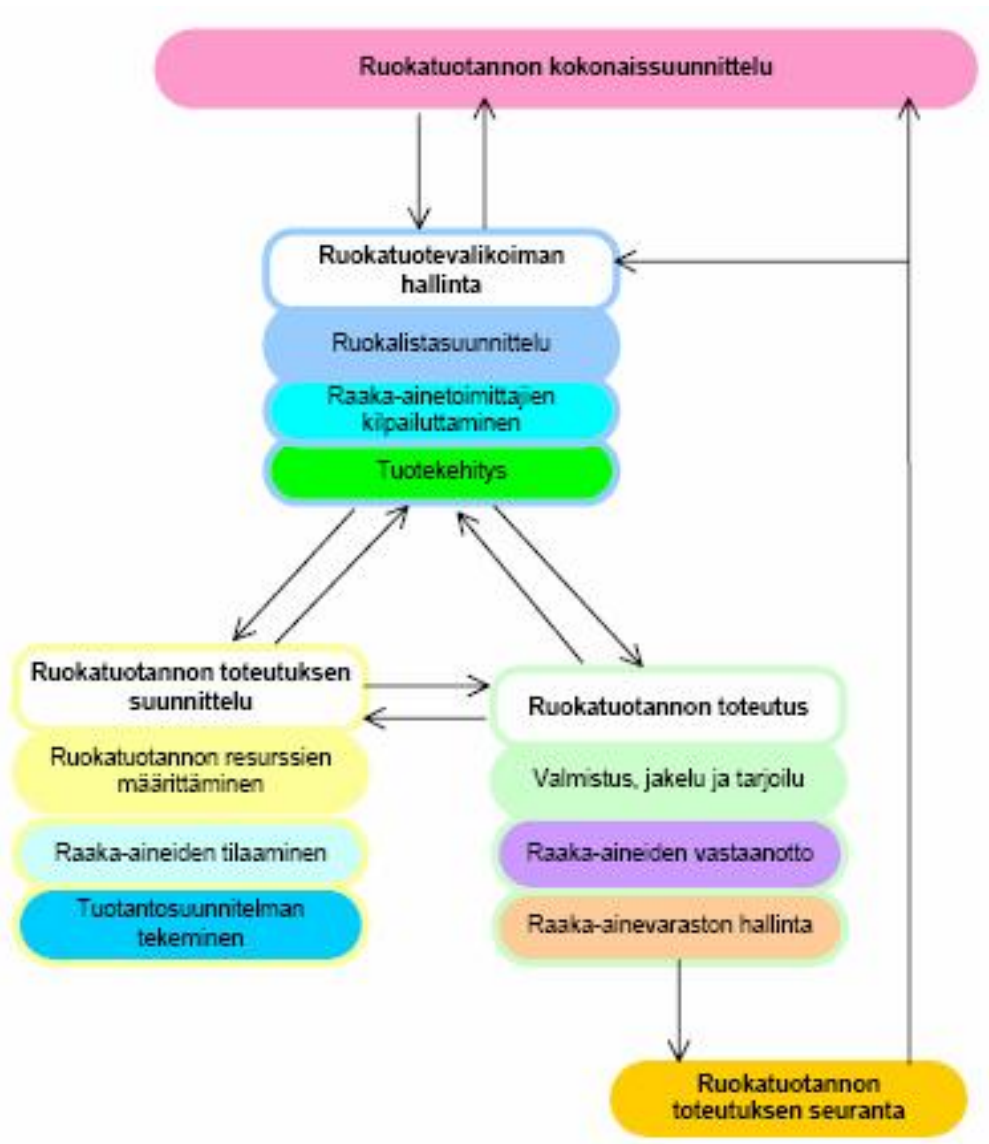 Ruokatuotannon kokonaissuunnittelu
Ruokatuotevalikoiman
hallinta
Ruokalistasuunnittelu
Raaka-ainetoimittajien
kilpailuttaminen
Tuotekehitys
Ruokatuotannon toteutuksen
suunnittelu
Ruokatuotannon resurssien
määrittäminen
Raaka-aineiden tilaaminen
Tuotantosuunnitelman
tekeminen
Ruokatuotannon toteutus
Valmistus, jakelu ja tarjoilu
Raaka-aineiden vastaanotto
Raaka-ainevaraston hallinta
Ruokatuotannon
toteutuksen seuranta